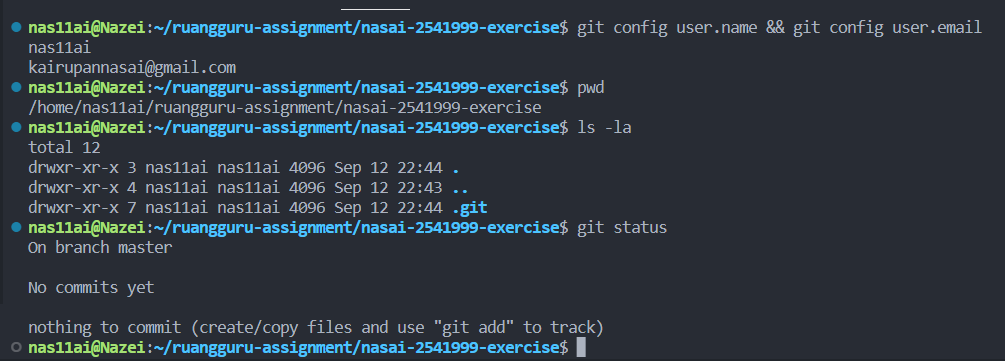 nas11ai@Nazei:~/ruangguru-assignment/nasai-2541999-exercise$ git config user.name && git config user.email
nas11ai
kairupannasai@gmail.com
nas11ai@Nazei:~/ruangguru-assignment/nasai-2541999-exercise$ pwd
/home/nas11ai/ruangguru-assignment/nasai-2541999-exercise
nas11ai@Nazei:~/ruangguru-assignment/nasai-2541999-exercise$ ls -la
total 12
drwxr-xr-x 3 nas11ai nas11ai 4096 Sep 12 22:44 .
drwxr-xr-x 4 nas11ai nas11ai 4096 Sep 12 22:43 ..
drwxr-xr-x 7 nas11ai nas11ai 4096 Sep 12 22:44 .git
nas11ai@Nazei:~/ruangguru-assignment/nasai-2541999-exercise$ git status
On branch master
No commits yet
nothing to commit (create/copy files and use "git add" to track)
nas11ai@Nazei:~/ruangguru-assignment/nasai-2541999-exercise$